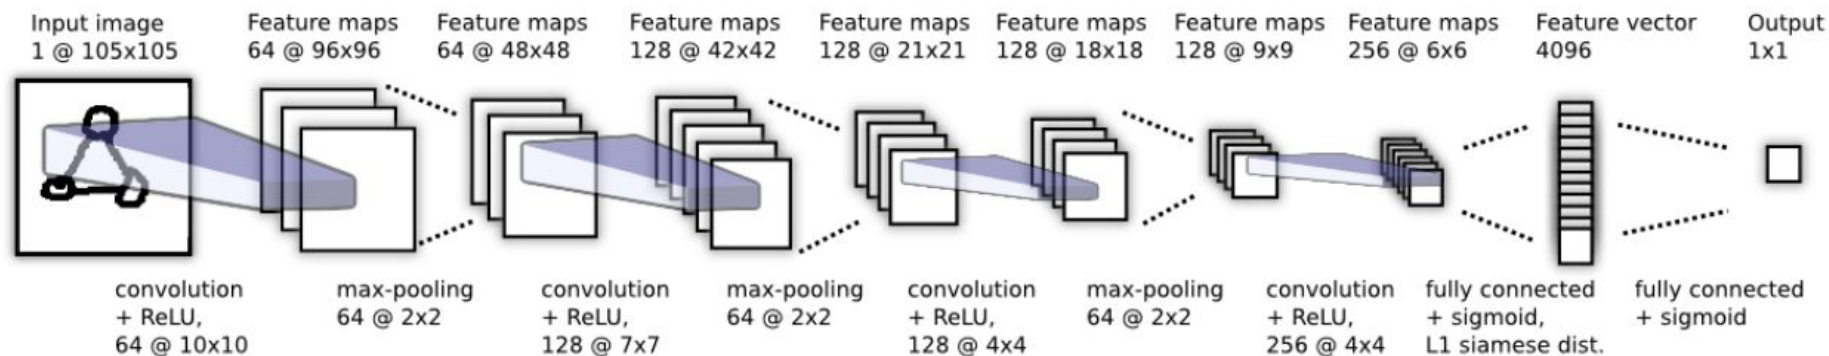 Input image
1 @ 105x105
Feature maps
64 @ 96x96
Feature maps
64 @ 48x48
Feature maps
128 @ 42x42
Feature maps
128 @ 21x21
Feature maps
128 @ 18x18
Feature maps
128 @ 9x9
Feature maps
256 @ 6x6
Feature vector
4096
Output
1x1
convolution
+ ReLU,
64 @ 10x10
max-pooling
64 @ 2x2
convolution
+ ReLU,
128 @ 7x7
max-pooling
64 @ 2x2
convolution
+ ReLU,
128 @ 4x4
max-pooling
64 @ 2x2
convolution
+ ReLU,
256 @ 4x4
fully connected
+ sigmoid,
L1 siamese dist.
fully connected
+ sigmoid